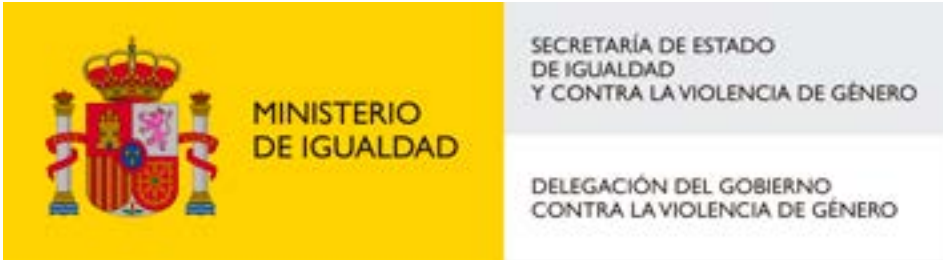 MINISTERIO
DE IGUALDAD
SECRETARÍA DE ESTADO
DE IGUALDAD
Y CONTRA LA VIOLENCIA DE GÉNERO
DELEGACIÓN DEL GOBIERNO
CONTRA LA VIOLENCIA DE GÉNERO